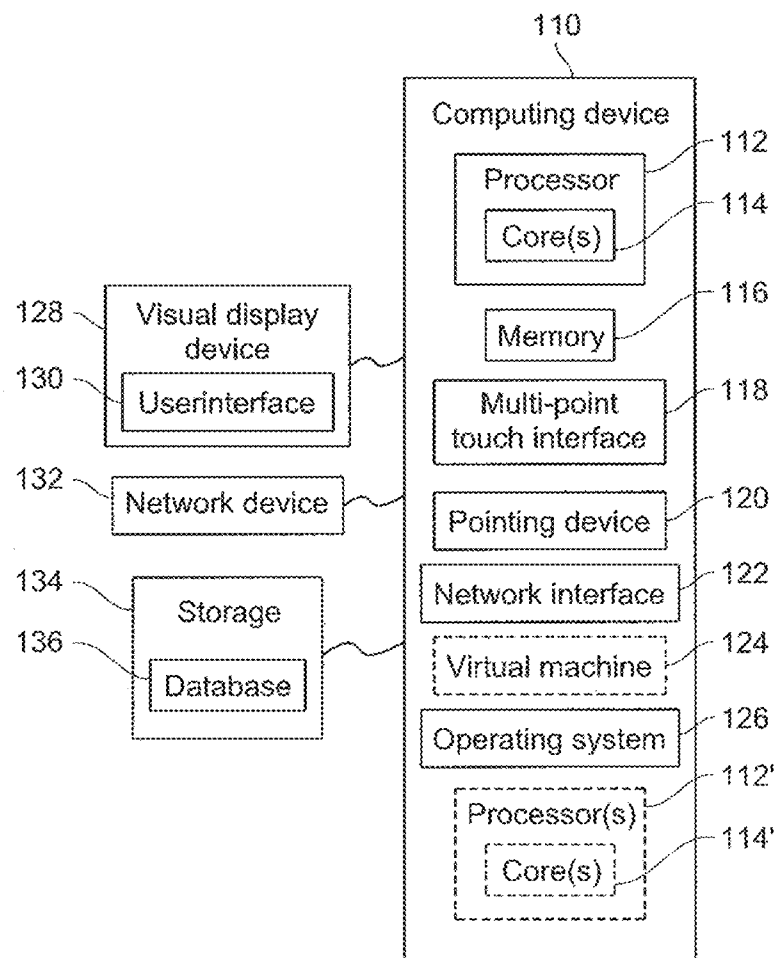 110
Computing device
112
Processor
114
Core(s)
116
Memory
118
Multi-point
touch interface
120
Pointing device
122
Network interface
124
Virtual machine
126
Operating system
112'
Processor(s)
114'
Core(s)
128
Visual display
device
130
Userinterface
132
Network device
134
Storage
136
Database